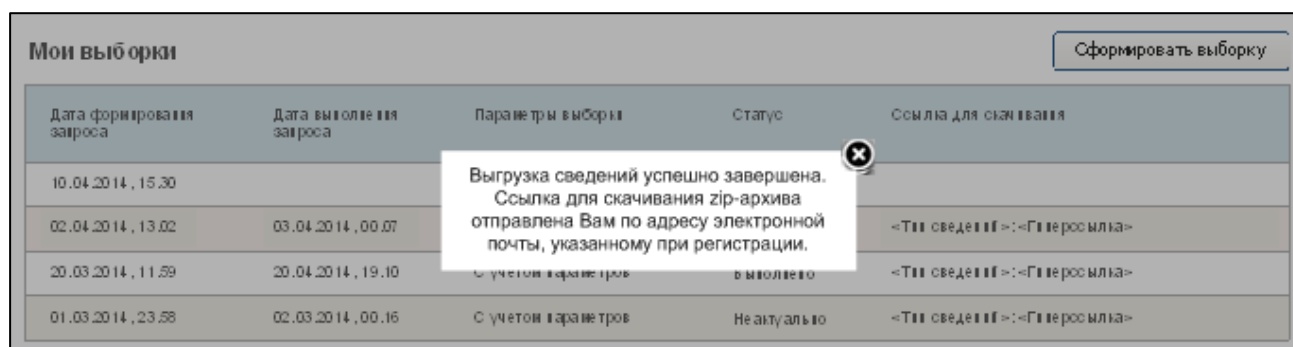 Мои выборки
Сформировать выборку
Дата формирования запроса
Дата выполнения запроса
Параметры выборки
Статус
Ссылка для скачивания
Выгрузка сведений успешно завершена.
Ссылка для скачивания zip-архива
отправлена Вам по адресу электронной
почты, указанному при регистрации.
10.04.2014 , 15.30
02.04.2014 , 13.02 03.04.2014 , 00.07 <Тип сведений>:<Гиперссылка>
20.03.2014 , 11.59 20.04.2014 , 19.10 С учетом параметров Выполнено <Тип сведений>:<Гиперссылка>
01.03.2014 , 23.58 02.03.2014 , 00.16 С учетом параметров Неактуально <Тип сведений>:<Гиперссылка>